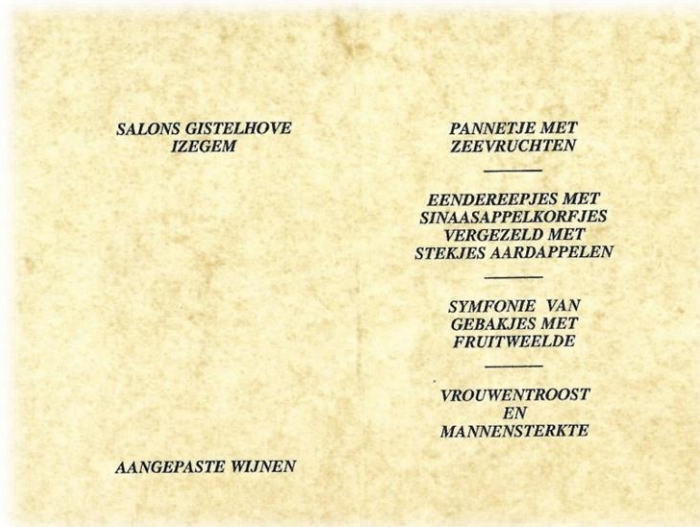 SALONS GISTELHOVE
IZEGEM
AANGEPASTE WIJNEN
PANNETJE MET
ZEEVRUCHTEN
EENDEREEPJES MET
SINAASAPPELKORFJES
VERGEZELD MET
STEKJES AARDAPPELEN
SYMFONIE VAN
GEBAKJES MET
FRUITWEELDE
VROUWENTROOST
EN
MANNENSTERKTE